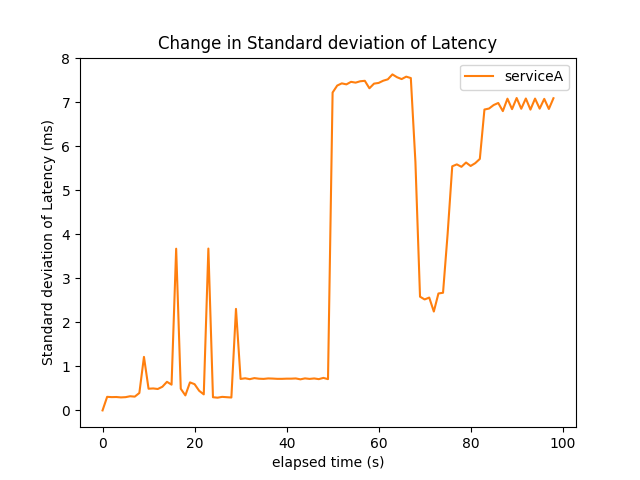 Change in Standard deviation of Latency
serviceA
Standard deviation of Latency (ms)
8
7
6
5
4
3
2
1
0
0 20 40 60 80 100
elapsed time (s)